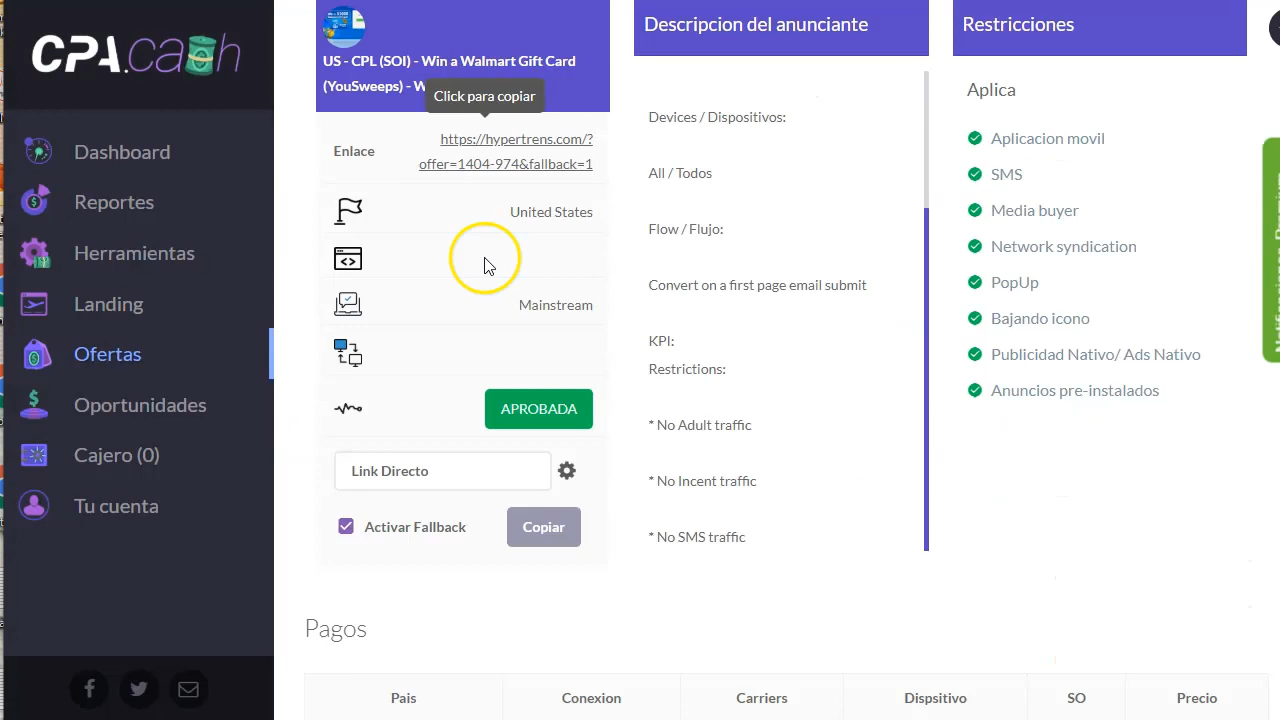 CPA.cash
Dashboard
Reportes
Herramientas
Landing
Ofertas
Oportunidades
Cajero (0)
Tu cuenta
US - CPL (SOI) - Win a Walmart Gift Card
(YouSweeps) - W
Click para copiar
Enlace
https://hypertrens.com/?
offer=1404-974&fallback=1
United States
Mainstream
APROBADA
Link Directo
Activar Fallback
Copiar
Descripcion del anunciante
Devices / Dispositivos:
All / Todos
Flow / Flujo:
Convert on a first page email submit
KPI:
Restrictions:
* No Adult traffic
* No Incent traffic
* No SMS traffic
Restricciones
Aplica
Aplicacion movil
SMS
Media buyer
Network syndication
PopUp
Bajando icono
Publicidad Nativo/ Ads Nativo
Anuncios pre-instalados
Pagos
Pais Conexion Carriers Dispsitivo SO Precio